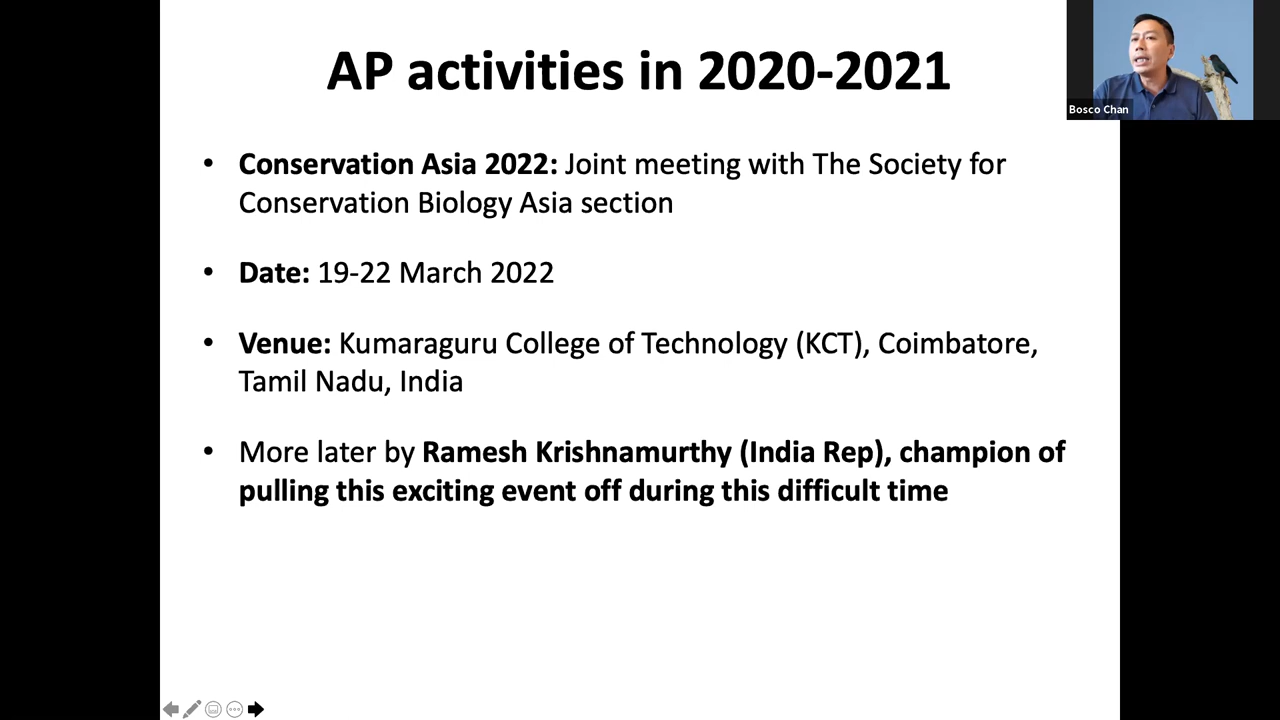 AP activities in 2020-2021
Bosco Chan
• Conservation Asia 2022: Joint meeting with The Society for
Conservation Biology Asia section
• Date: 19-22 March 2022
• Venue: Kumaraguru College of Technology (KCT), Coimbatore,
Tamil Nadu, India
• More later by Ramesh Krishnamurthy (India Rep), champion of
pulling this exciting event off during this difficult time